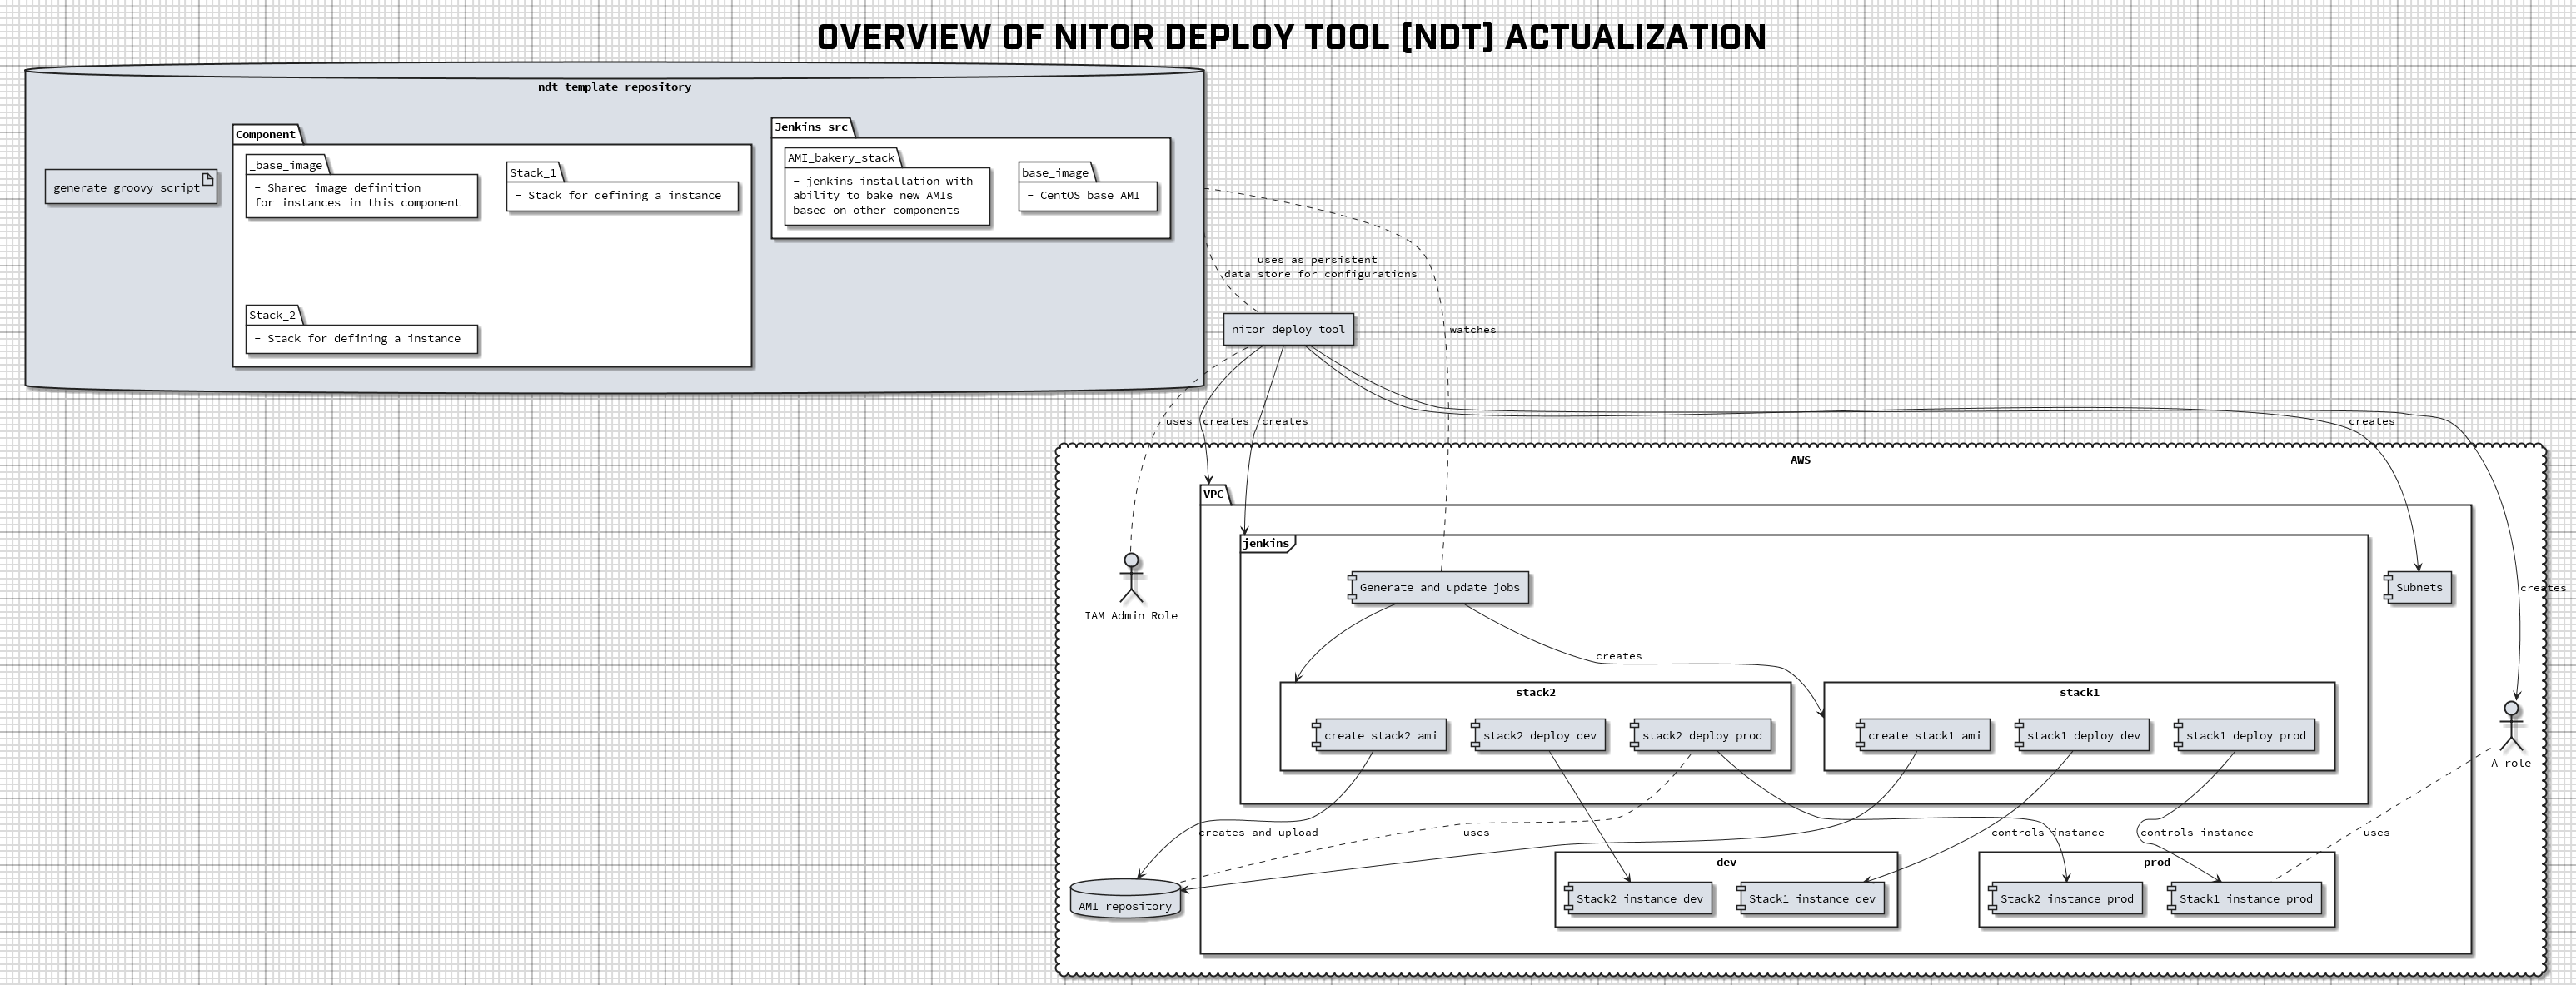 OVERVIEW OF NITOR DEPLOY TOOL (NDT) ACTUALIZATION
ndt-template-repository
generate groovy script
Component
_base_image
- Shared image definition
for instances in this component
Stack_1
- Stack for defining a instance
Stack_2
- Stack for defining a instance
Jenkins_src
AMI_bakery_stack
- jenkins installation with
ability to bake new AMIs
based on other components
base_image
- CentOS base AMI
uses as persistent
data store for configurations
nitor deploy tool
watches
uses
creates
creates
creates
creates
AWS
VPC
jenkins
IAM Admin Role
Generate and update jobs
Subnets
creates
stack2
create stack2 ami
stack2 deploy dev
stack2 deploy prod
stack1
create stack1 ami
stack1 deploy dev
stack1 deploy prod
A role
creates and upload
uses
controls instance
controls instance
uses
AMI repository
dev
Stack2 instance dev
Stack1 instance dev
prod
Stack2 instance prod
Stack1 instance prod